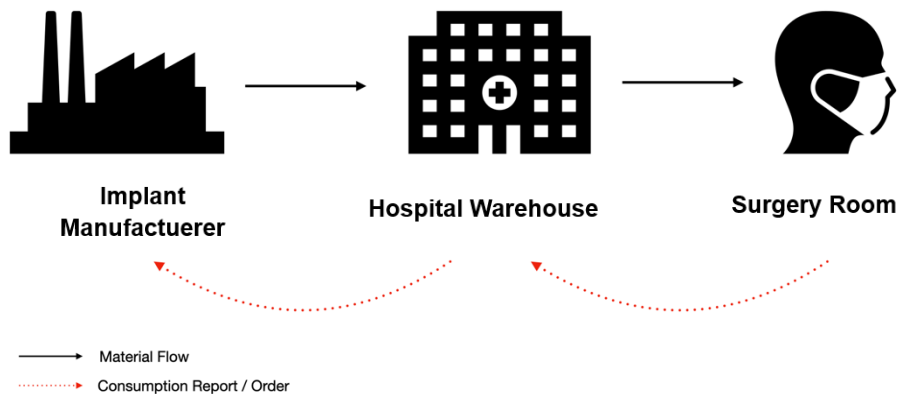 Implant
Manufactuerer
Hospital Warehouse
Surgery Room
Material Flow
Consumption Report / Order